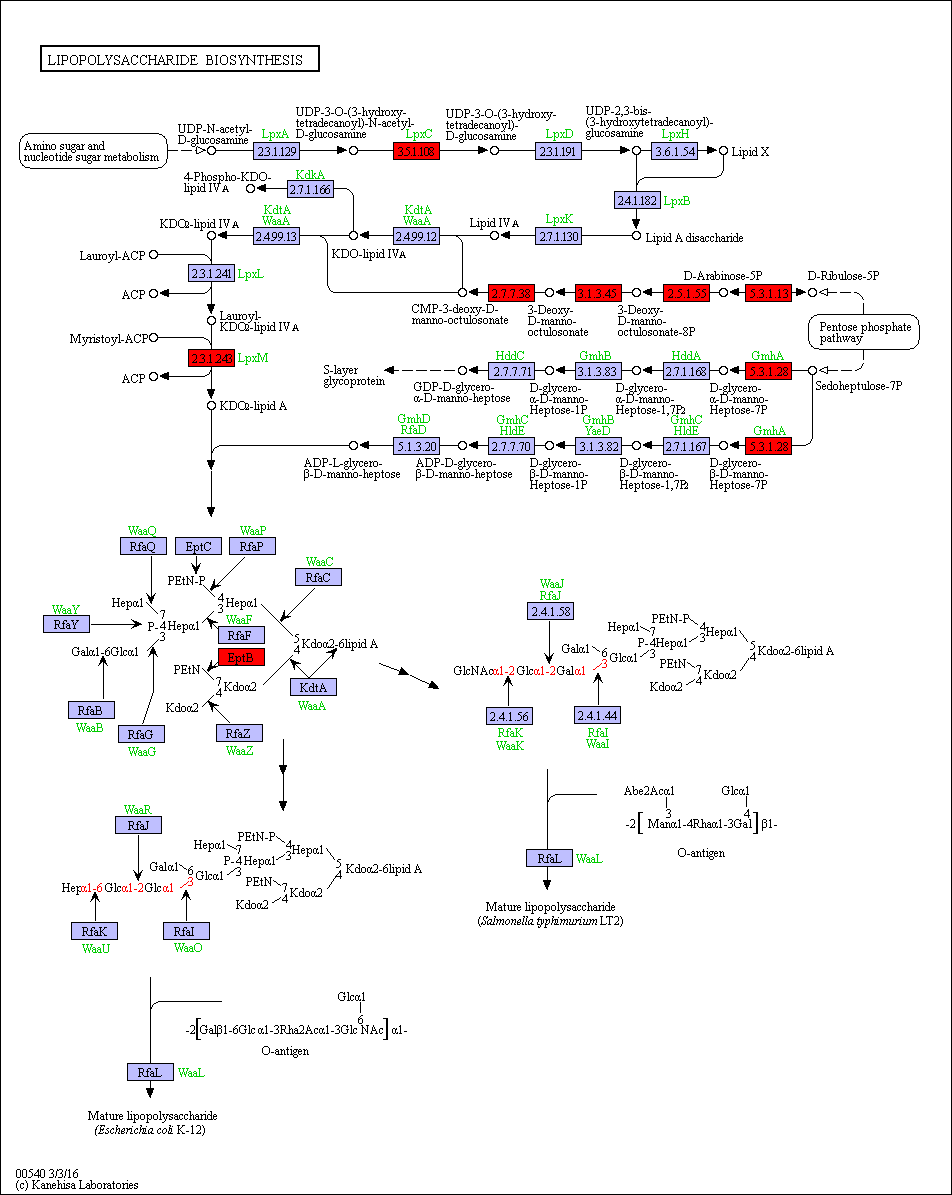 LIPOPOLYSACCHARIDE BIOSYNTHESIS
Amino sugar and
nucleotide sugar metabolism
UDP-N-acetyl-
D-glucosamine
LpxA
2.3.1.129
UDP-3-O-(3-hydroxy-
tetradecanoyl)-N-acetyl-
D-glucosamine
LpxC
3.5.1.108
UDP-3-O-(3-hydroxy-
tetradecanoyl)-
D-glucosamine
LpxD
2.3.1.191
UDP-2,3-bis-
(3-hydroxytetradecanoyl)-
glucosamine
LpxH
3.6.1.54
Lipid X
4-Phospho-KDO-
lipid IVA
KdkA
2.7.1.166
2.4.1.182
LpxB
KDO2-lipid IVA
KdtA
WaaA
2.4.99.13
KDO-lipid IVA
KdtA
WaaA
2.4.99.12
Lipid IVA
LpxK
2.7.1.130
Lipid A disaccharide
Lauroyl-ACP
2.3.1.241
LpxL
ACP
Lauroyl-
KDO2-lipid IVA
Myristoyl-ACP
2.3.1.243
LpxM
ACP
KDO2-lipid A
D-Arabinose-5P
D-Ribulose-5P
2.7.7.38
3.1.3.45
2.5.1.55
5.3.1.13
CMP-3-deoxy-D-
manno-octulosonate
3-Deoxy-
D-manno-
octulosonate
3-Deoxy-
D-manno-
octulosonate-8P
Pentose phosphate
pathway
S-layer
glycoprotein
HddC
2.7.7.71
GmhB
3.1.3.83
HddA
2.7.1.168
GmhA
5.3.1.28
Sedoheptulose-7P
GDP-D-glycero-
α-D-manno-heptose
D-glycero-
α-D-manno-
Heptose-1P
D-glycero-
α-D-manno-
Heptose-1,7P2
D-glycero-
α-D-manno-
Heptose-7P
GmhD
RfaD
5.1.3.20
GmhC
HldE
2.7.7.70
GmhB
YaeD
3.1.3.82
GmhC
HldE
2.7.1.167
GmhA
5.3.1.28
ADP-L-glycero-
β-D-manno-heptose
ADP-D-glycero-
β-D-manno-heptose
D-glycero-
β-D-manno-
Heptose-1P
D-glycero-
β-D-manno-
Heptose-1,7P2
D-glycero-
β-D-manno-
Heptose-7P
WaaQ
RfaQ
EptC
WaaP
RfaP
WaaC
RfaC
PEtN-P
Hepα1
7
P-4
3
Hepα1
4
3
Hepα1
WaaY
RfaY
WaaF
RfaF
EptB
Galα1-6Glcα1
PEtN
7
4
Kdoα2
Kdoα2
5
4
Kdoα2-6lipid A
RfaB
WaaB
RfaG
WaaG
RfaZ
WaaZ
KdtA
WaaA
WaaJ
RfaJ
2.4.1.58
GlcNAcα1-2Glcα1-2Galα1
Galα1
6
3
Glcα1
Hepα1
7
P-4
3
Hepα1
PEtN-P
4
3
Hepα1
PEtN
7
4
Kdoα2
Kdoα2
5
4
Kdoα2-6lipid A
2.4.1.56
RfaK
WaaK
2.4.1.44
RfaI
WaaI
Abe2Acα1
3
Glcα1
4
-2[ Manα1-4Rhaα1-3Gal ] β1-
O-antigen
RfaL
WaaL
Mature lipopolysaccharide
(Salmonella typhimurium LT2)
WaaR
RfaJ
Hepα1-6Glcα1-2Glcα1
Galα1
6
3
Glcα1
Hepα1
7
P-4
3
Hepα1
PEtN-P
4
3
Hepα1
PEtN
7
4
Kdoα2
Kdoα2
5
4
Kdoα2-6lipid A
RfaK
WaaU
RfaI
WaaO
Glcα1
6
-2[Galβ1-6Glcα1-3Rha2Acα1-3GlcNAc] α1-
O-antigen
RfaL
WaaL
Mature lipopolysaccharide
(Escherichia coli K-12)
00540 3/3/16
(c) Kanehisa Laboratories